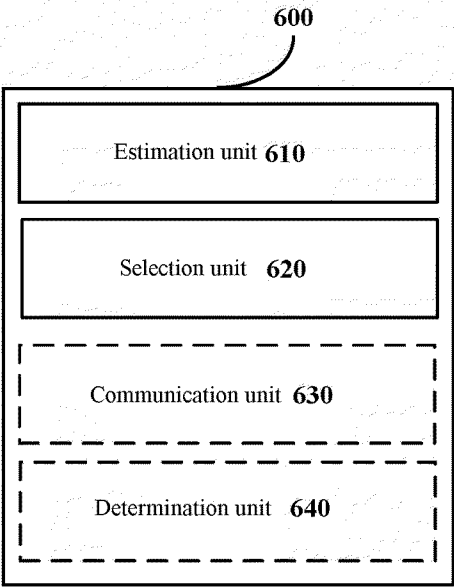 600
Estimation unit 610
Selection unit 620
Communication unit 630
Determination unit 640